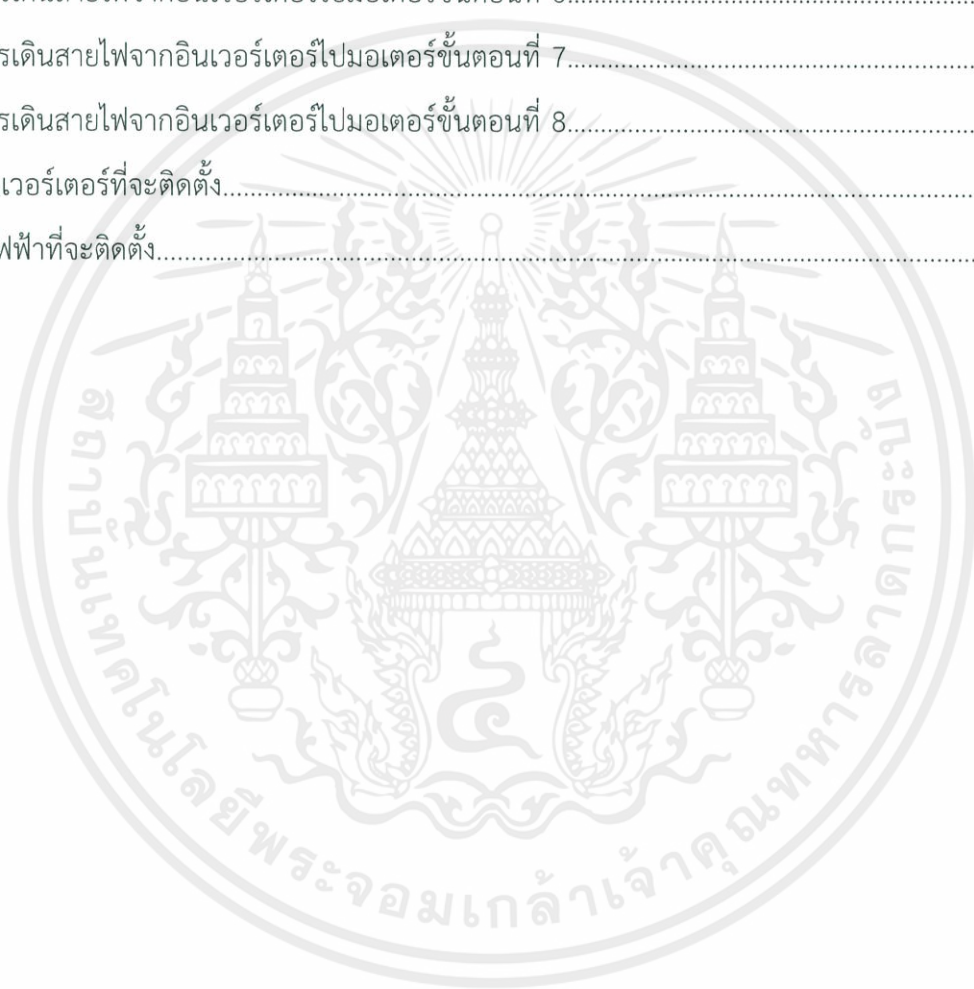 รเดินสายไฟจากอินเวอร์เตอร์ไปมอเตอร์ขั้นตอนที่ 7............................................................
รเดินสายไฟจากอินเวอร์เตอร์ไปมอเตอร์ขั้นตอนที่ 8............................................................
เวอร์เตอร์ที่จะติดตั้ง............................................................
ฟฟ้าที่จะติดตั้ง............................................................
สถาบันเทคโนโลยีพระจอมเกล้าเจ้าคุณทหารลาดกระบัง